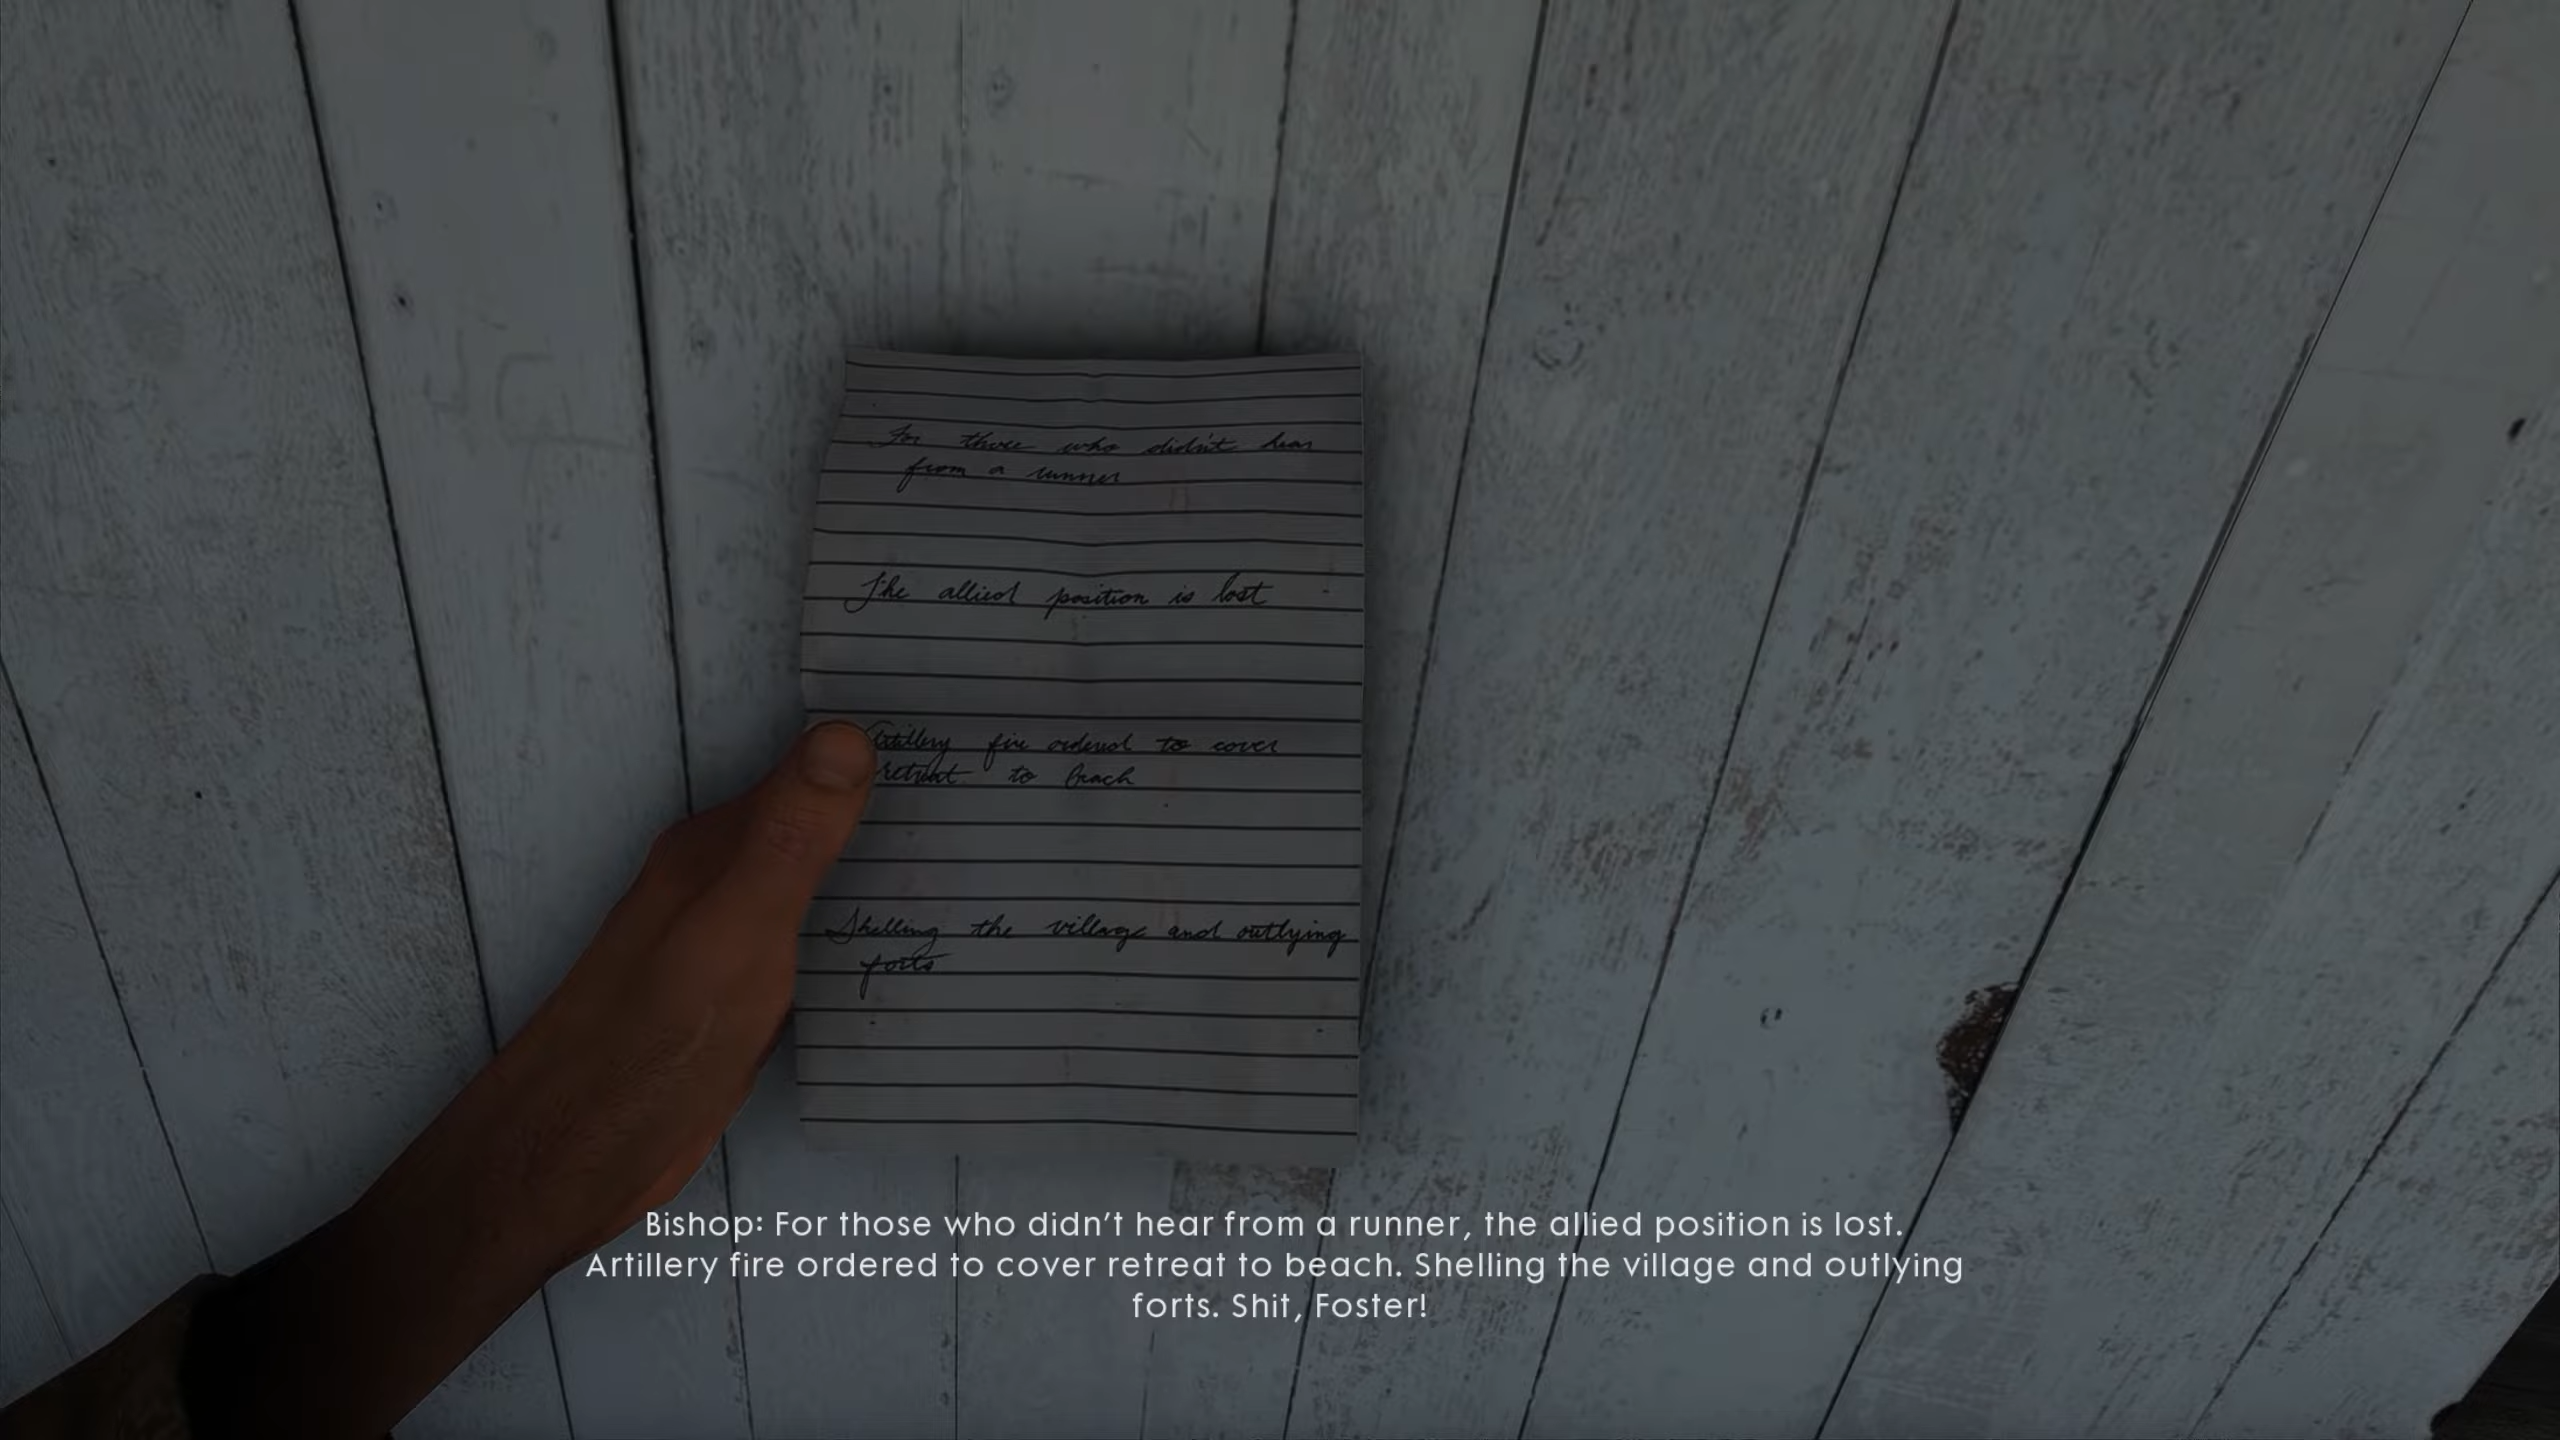 For those who didn't hear
from a runner
The allied position is lost
Artillery fire ordered to cover
retreat to beach
Shelling the village and outlying
forts
Bishop: For those who didn’t hear from a runner, the allied position is lost.
Artillery fire ordered to cover retreat to beach. Shelling the village and outlying
forts. Shit, Foster!